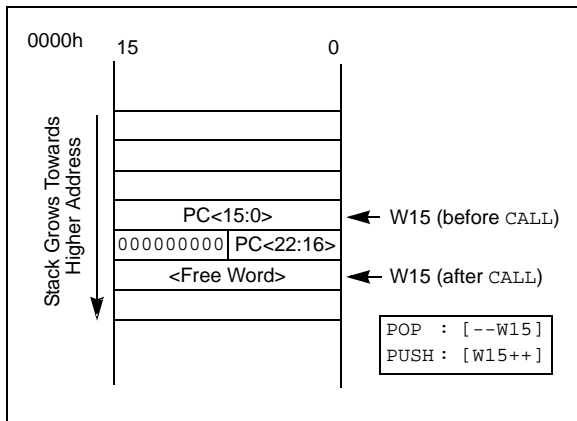 0000h
15 0
Stack Grows Towards
Higher Address
PC<15:0>
W15 (before CALL)
000000000 PC<22:16>
<Free Word>
W15 (after CALL)
POP : [--W15]
PUSH : [W15++]